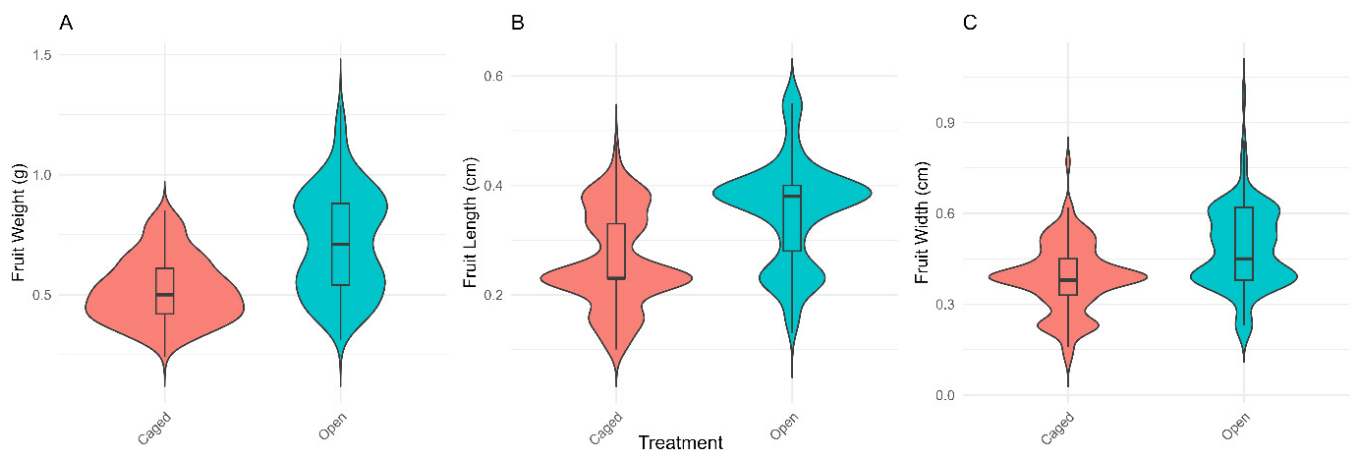 A
Fruit Weight (g)
1.5
1.0
0.5
Caged
Open
B
Fruit Length (cm)
0.6
0.4
0.2
Caged
Open
Treatment
C
Fruit Width (cm)
0.9
0.6
0.3
0.0
Caged
Open